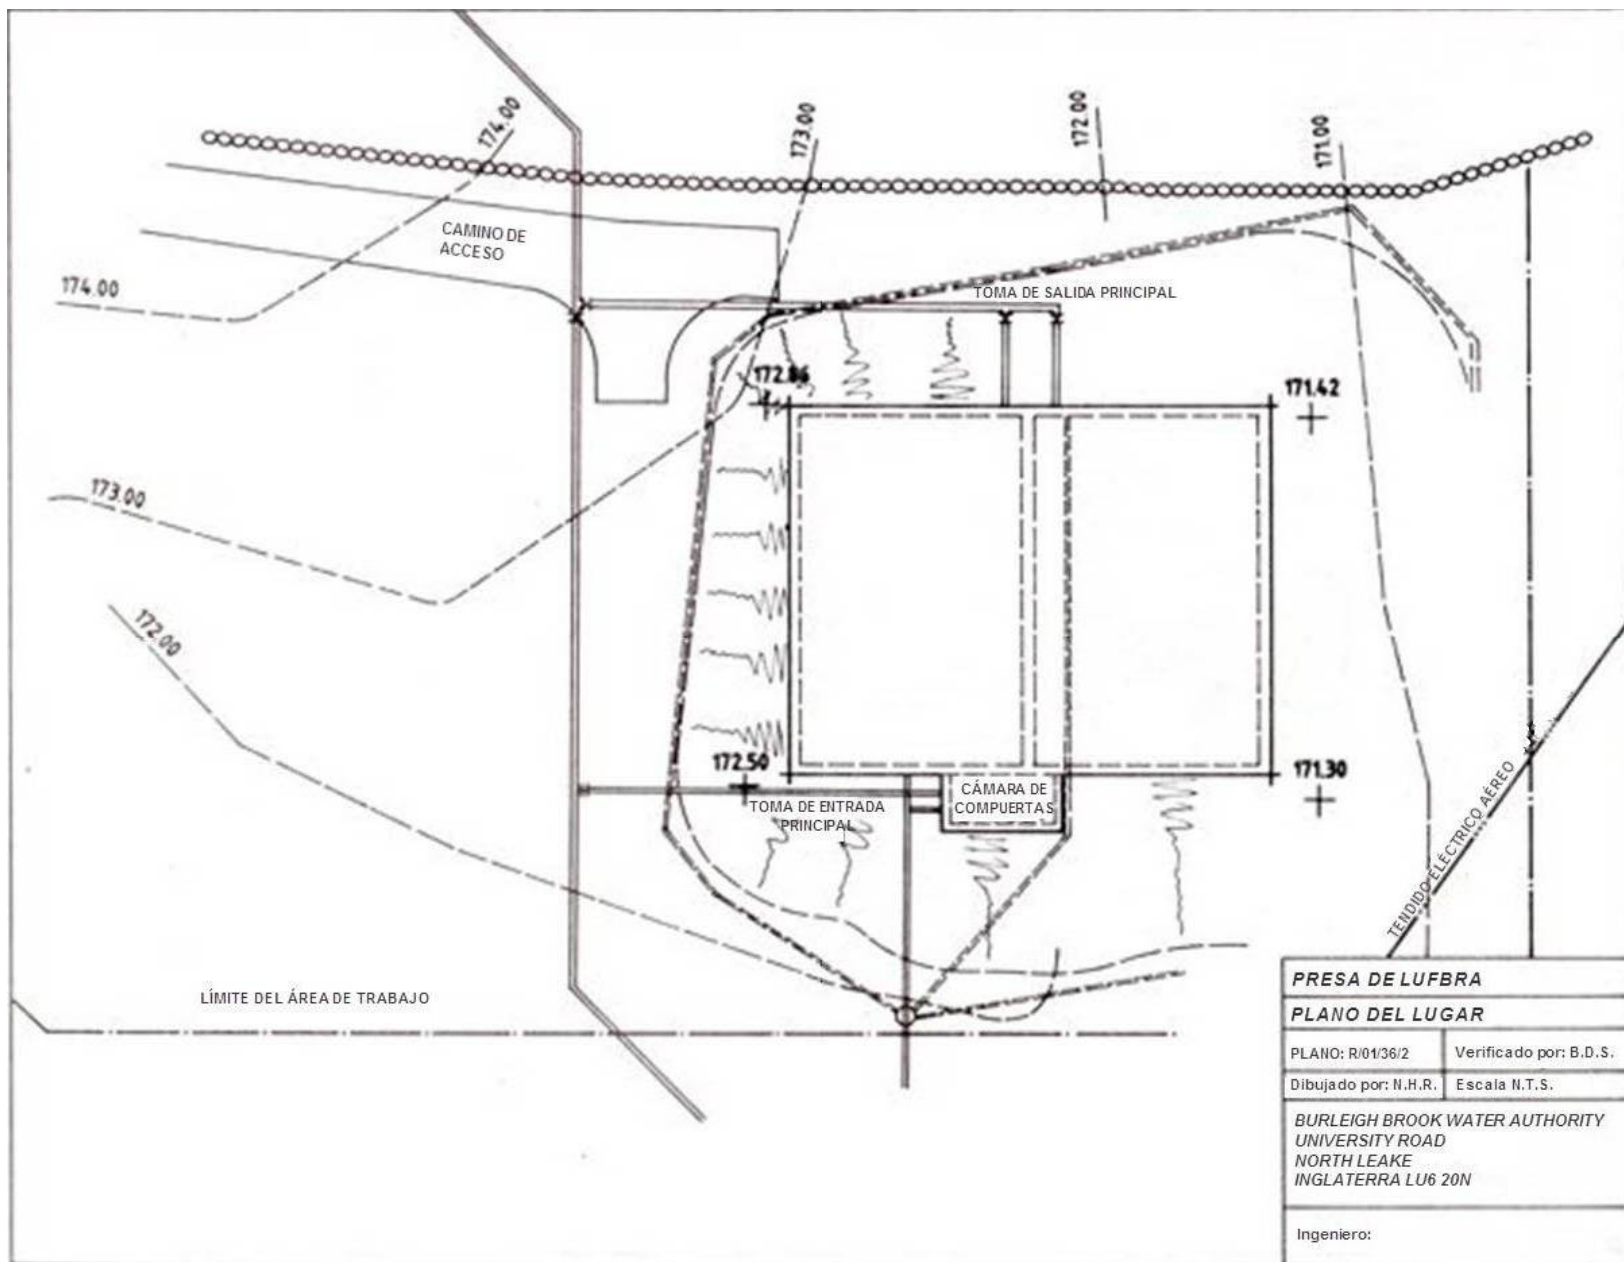 174.00
173.00
172.00
171.00
CAMINO DE
ACCESO
174.00
TOMA DE SALIDA PRINCIPAL
172.86
171.42
173.00
172.00
172.50
171.30
TOMA DE ENTRADA
PRINCIPAL
CÁMARA DE
COMPUERTAS
TENDIDO ELÉCTRICO AÉREO
LÍMITE DEL ÁREA DE TRABAJO
PRESA DE LUFBRA
PLANO DEL LUGAR
PLANO: R/01/36/2
Verificado por: B.D.S.
Dibujado por: N.H.R.
Escala N.T.S.
BURLEIGH BROOK WATER AUTHORITY
UNIVERSITY ROAD
NORTH LEAKE
INGLATERRA LU6 20N
Ingeniero: